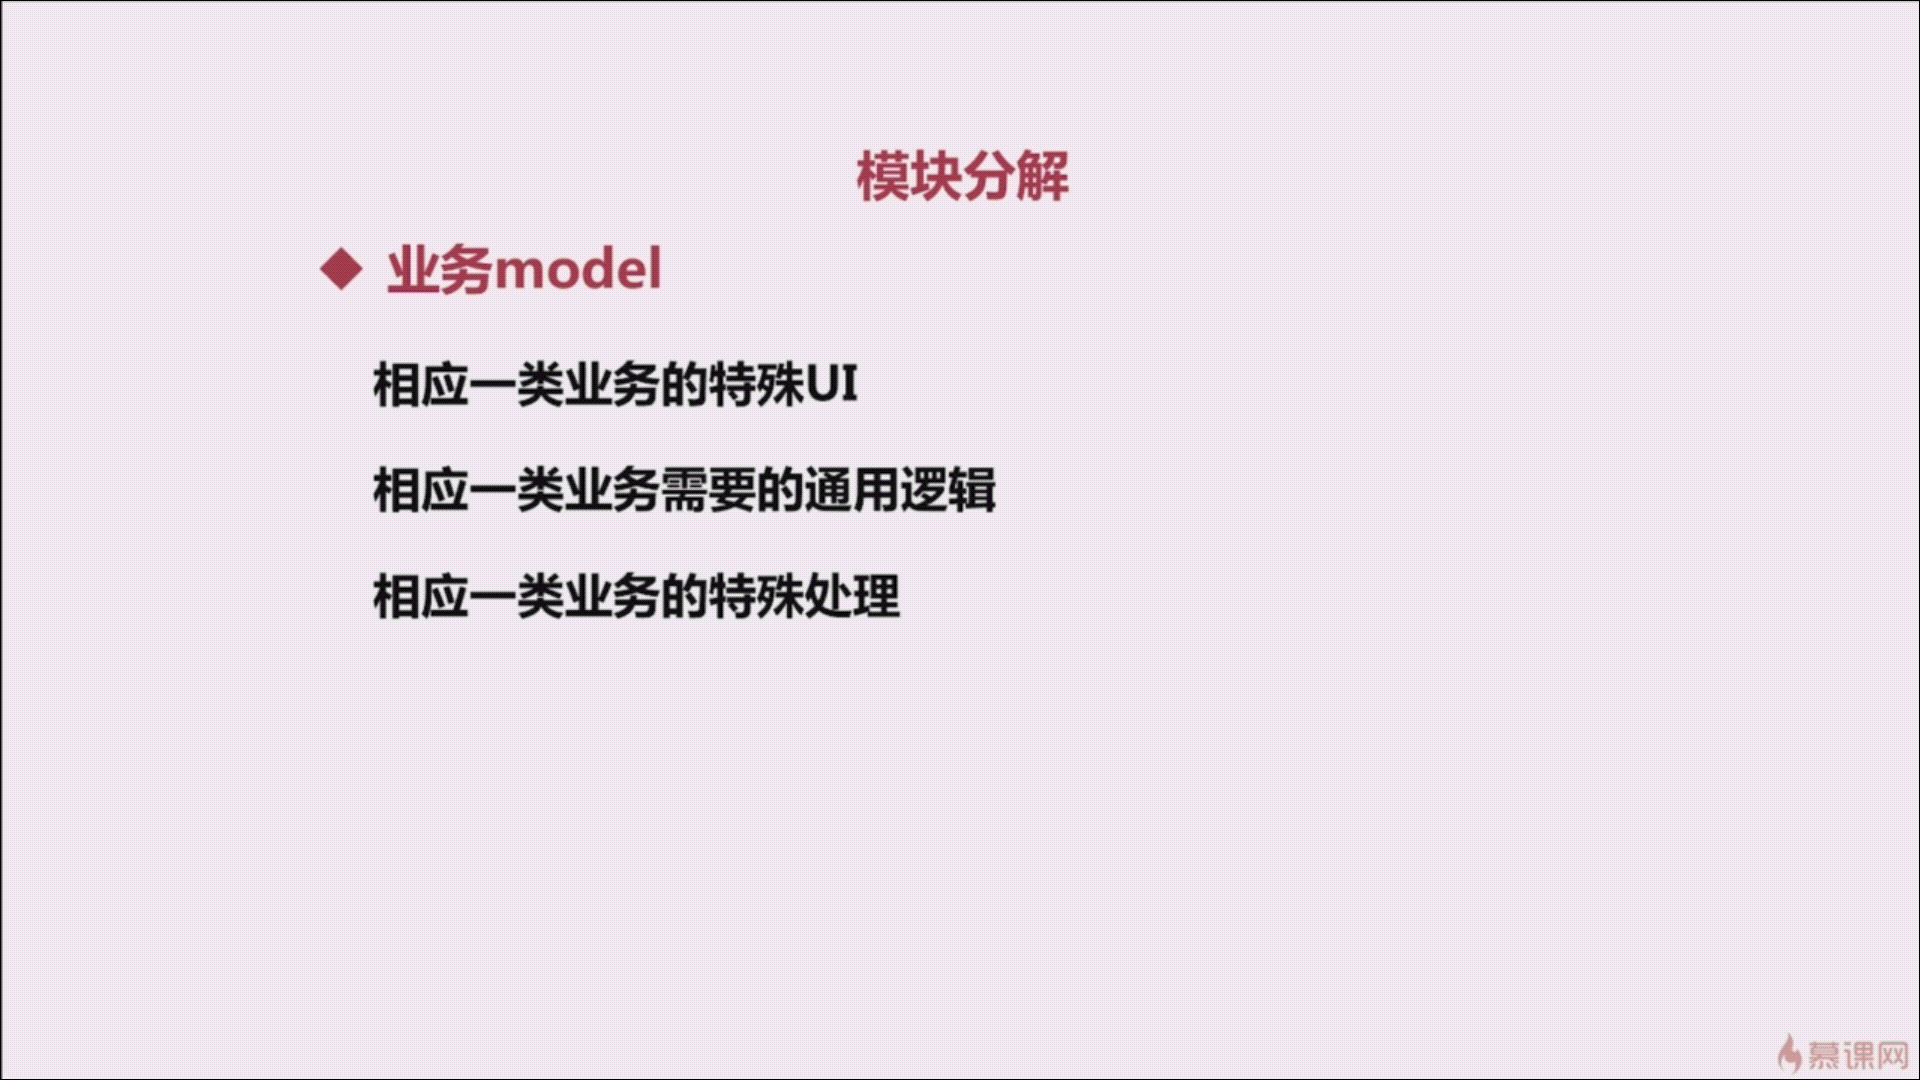 模块分解
业务model
相应一类业务的特殊UI
相应一类业务需要的通用逻辑
相应一类业务的特殊处理
慕课网